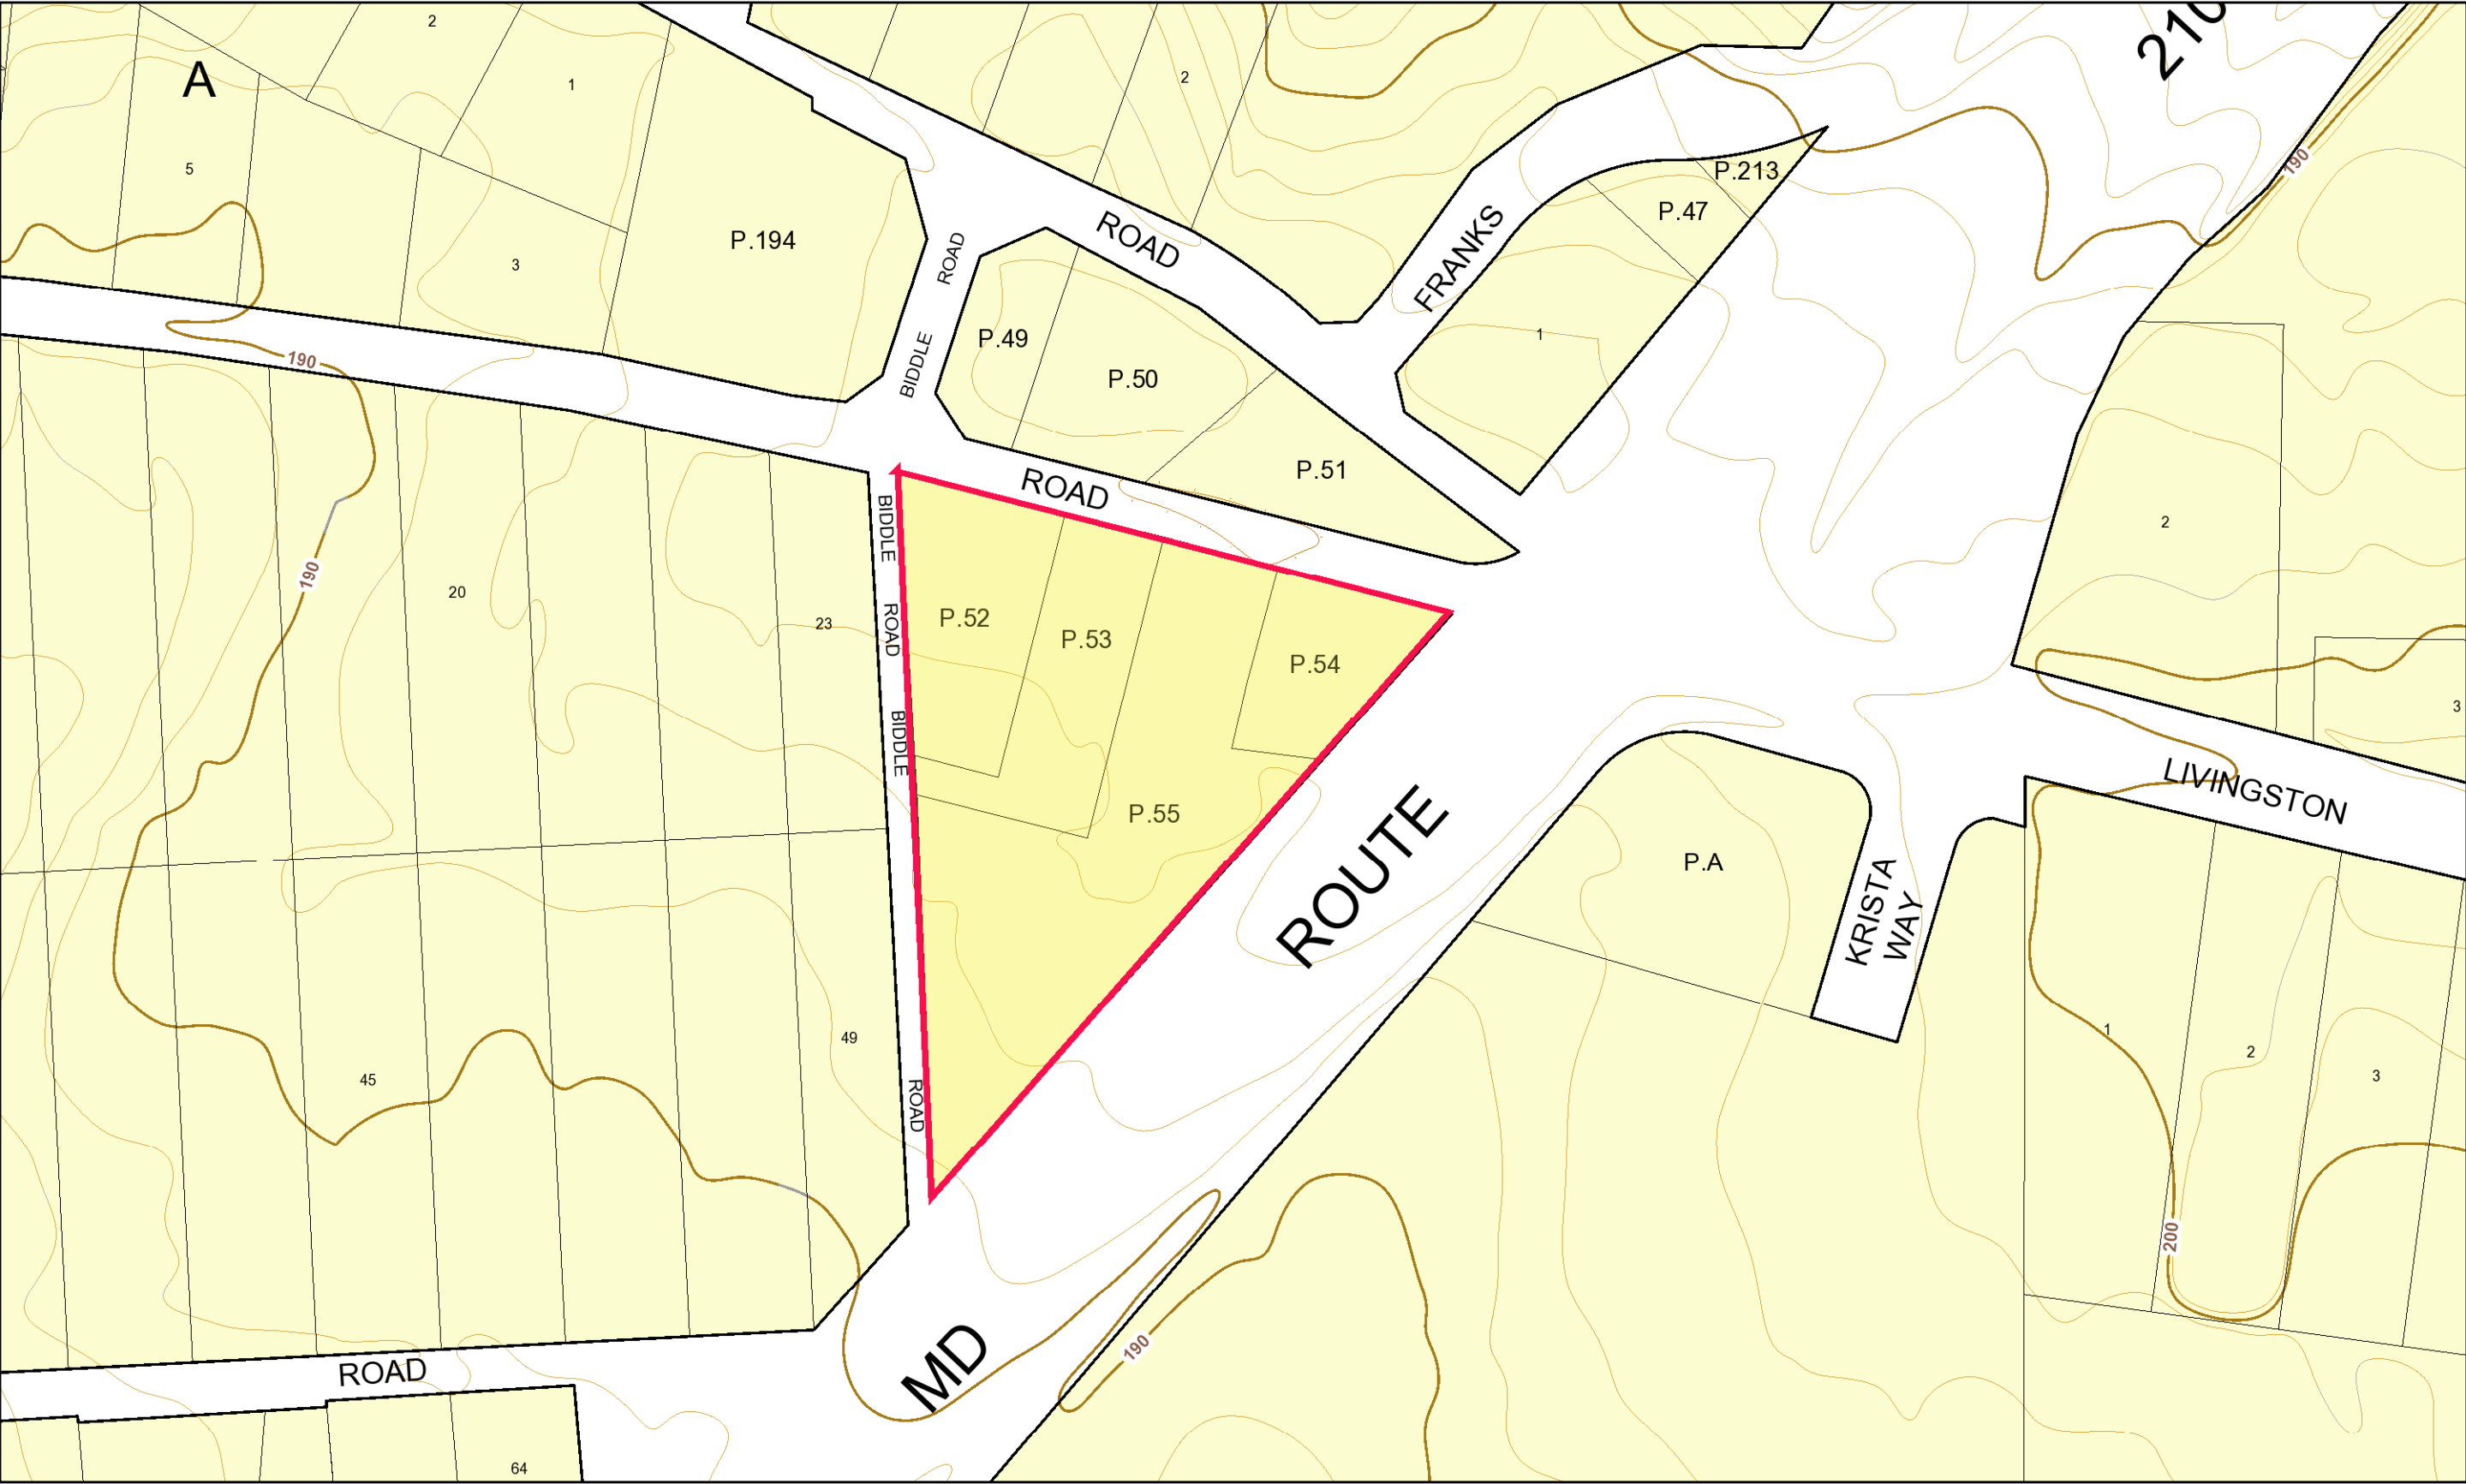 2
210
A
1
2
5
190
P.213
P.47
ROAD
P.194
ROAD
FRANKS
3
P.49
1
190
BIDDLE
P.50
P.51
ROAD
2
BIDDLE
190
20
P.52
23
ROAD
P.53
P.54
3
BIDDLE
LIVINGSTON
P.55
ROUTE
P.A
KRISTA
WAY
1
49
2
45
3
ROAD
200
190
MD
ROAD
64